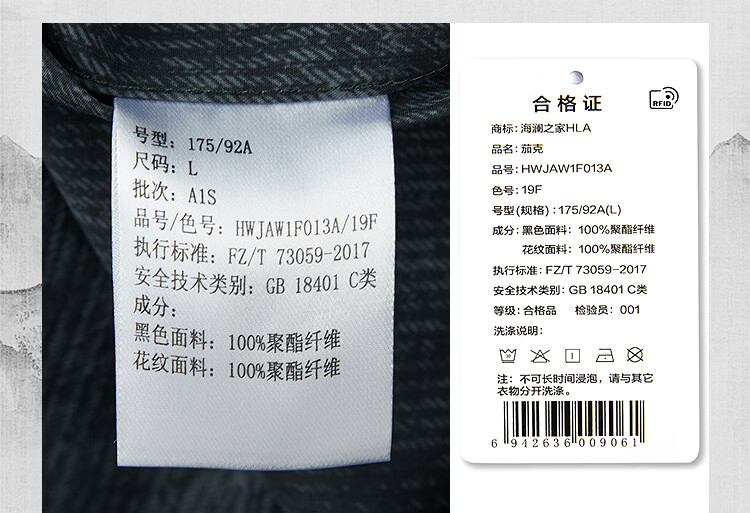 号型: 175/92A
尺码: L
批次: A1S
品号/色号: HWJAW1F013A/19F
执行标准: FZ/T 73059-2017
安全技术类别: GB 18401 C类
成分:
黑色面料: 100%聚酯纤维
花纹面料: 100%聚酯纤维
RFID
合格证
商标: 海澜之家HLA
品名: 茄克
品号: HWJAW1F013A
色号: 19F
号型(规格) : 175/92A(L)
成分: 黑色面料: 100%聚酯纤维
花纹面料: 100%聚酯纤维
执行标准: FZ/T 73059-2017
安全技术类别: GB 18401 C类
等级: 合格品 检验员: 001
洗涤说明:
注: 不可长时间浸泡, 请与其它
衣物分开洗涤.
6 942636 009061